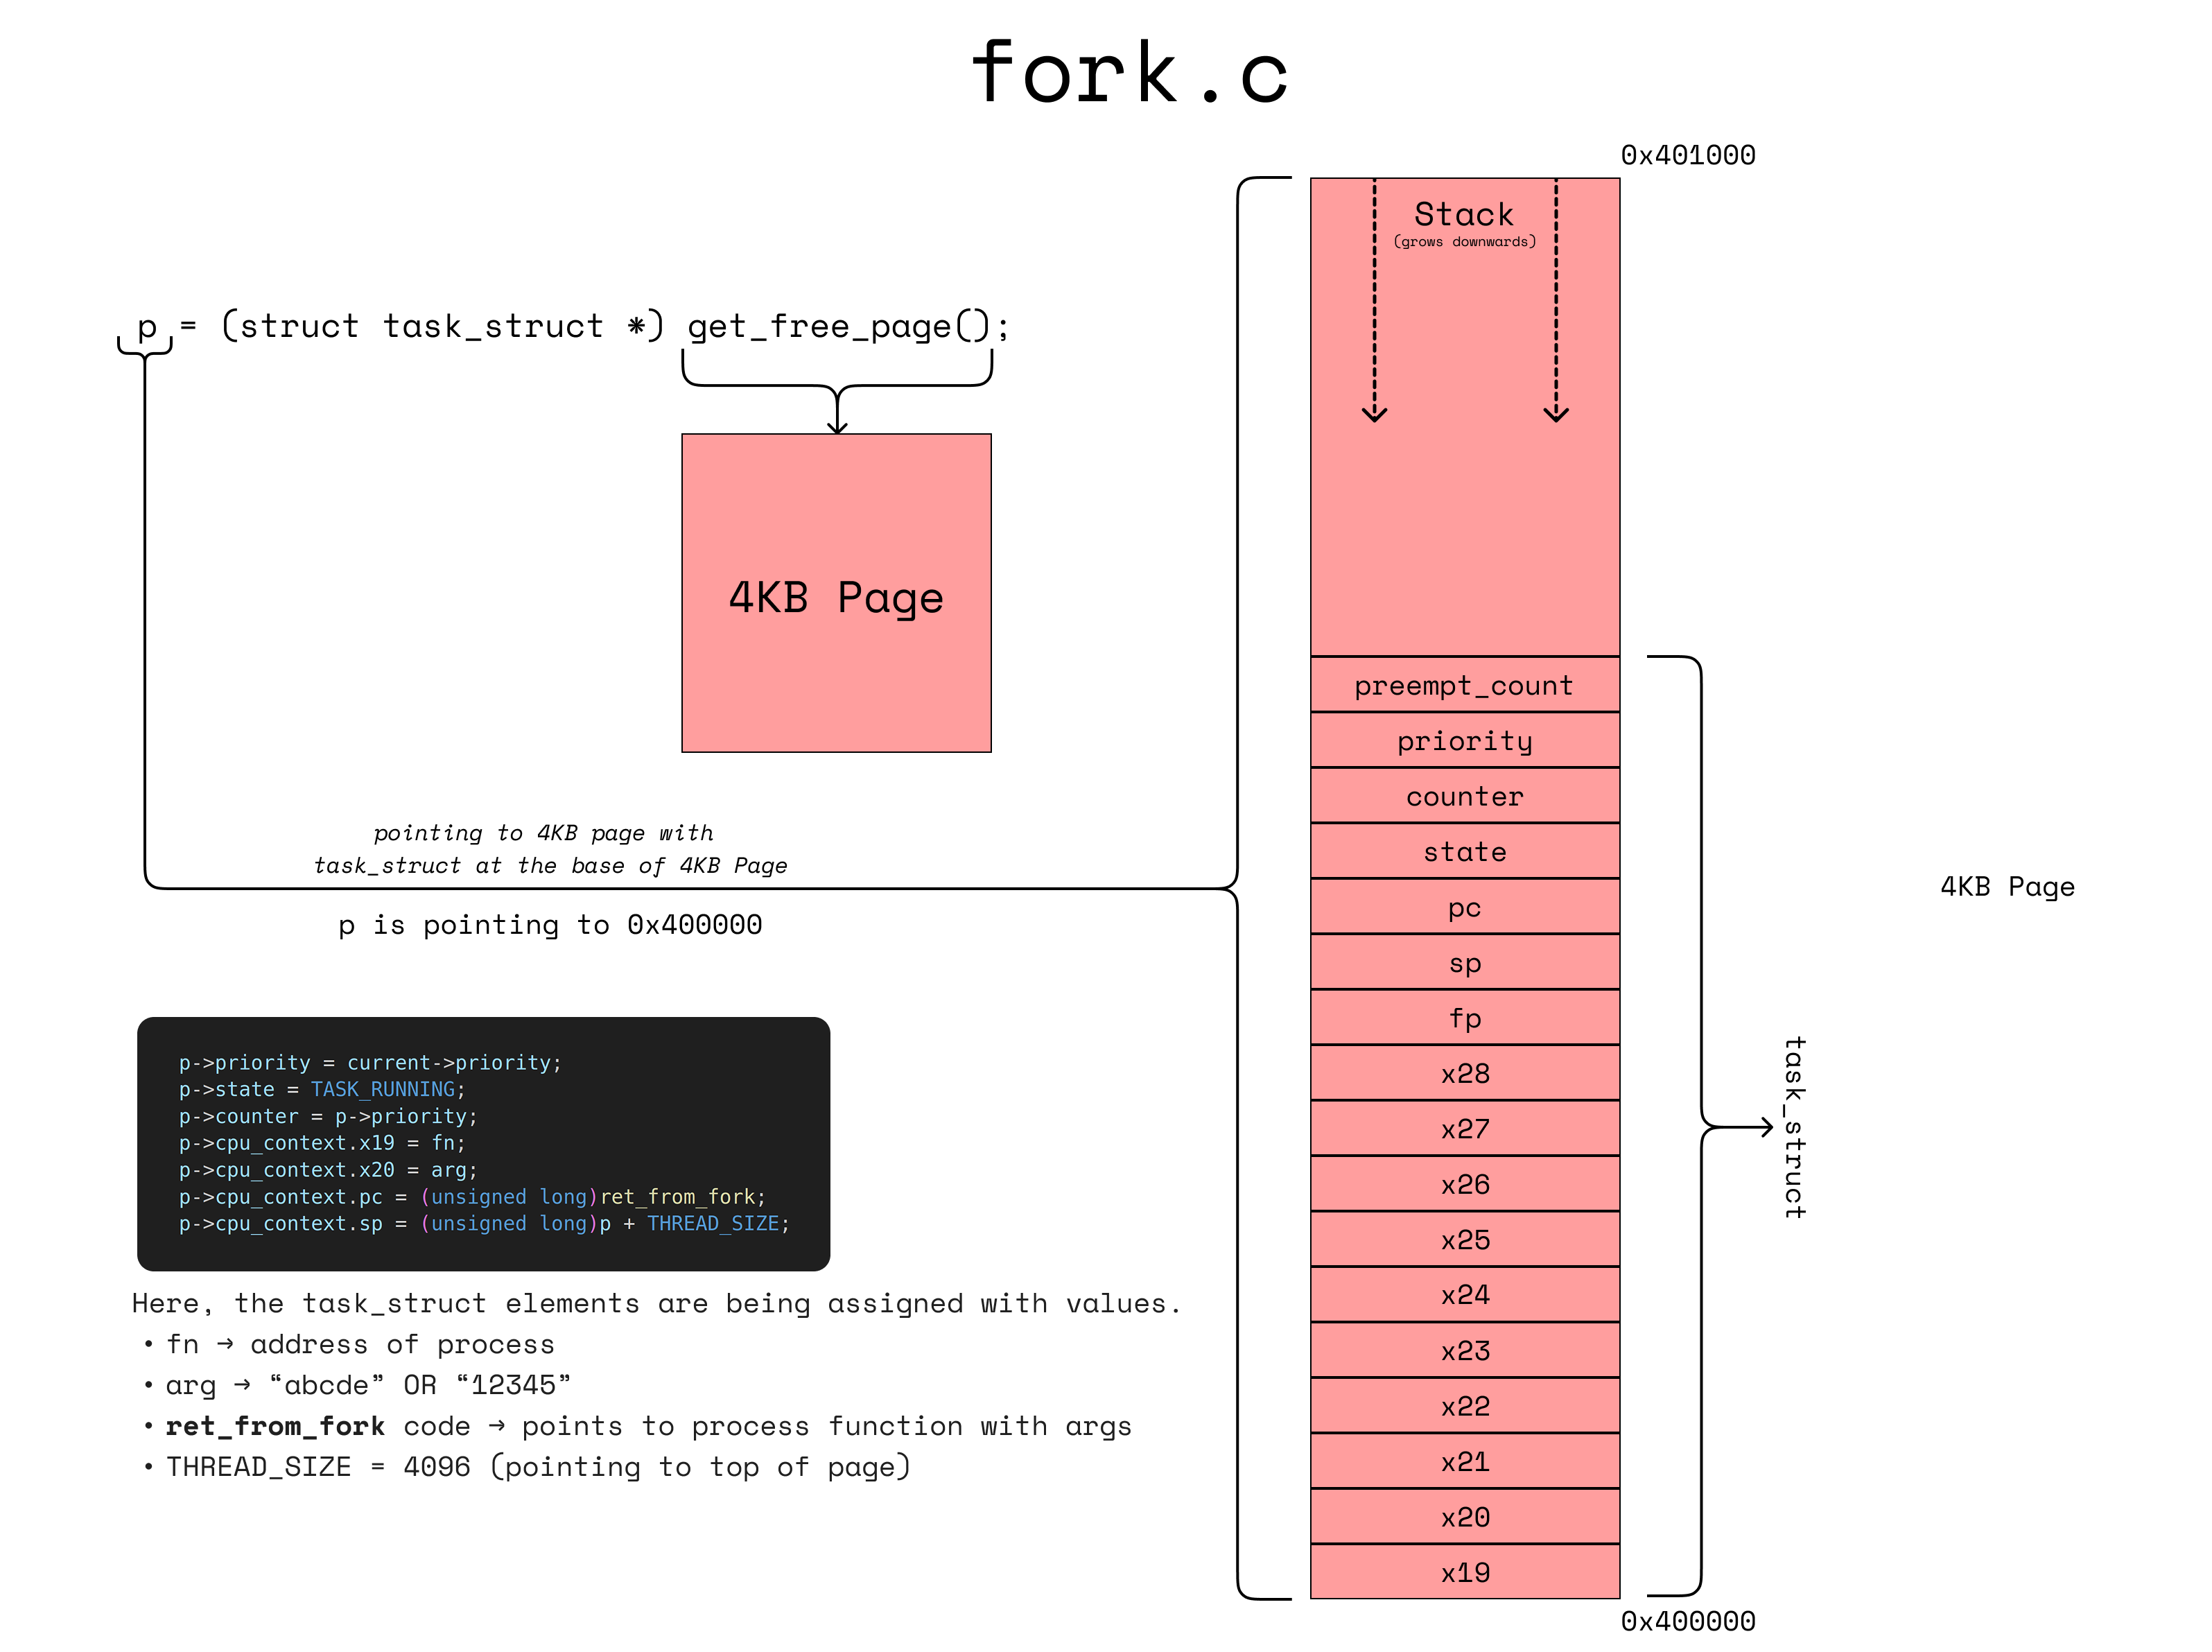 fork.c
0x401000
Stack
(grows downwards)
p = (struct task_struct *) get_free_page();
4KB Page
preempt_count
priority
counter
state
pc
sp
fp
x28
x27
x26
x25
x24
x23
x22
x21
x20
x19
0x400000
task_struct
4KB Page
pointing to 4KB page with
task_struct at the base of 4KB Page
p is pointing to 0x400000
p->priority = current->priority;
p->state = TASK_RUNNING;
p->counter = p->priority;
p->cpu_context.x19 = fn;
p->cpu_context.x20 = arg;
p->cpu_context.pc = (unsigned long)ret_from_fork;
p->cpu_context.sp = (unsigned long)p + THREAD_SIZE;
Here, the task_struct elements are being assigned with values.
• fn → address of process
• arg → “abcde” OR “12345”
• ret_from_fork code → points to process function with args
• THREAD_SIZE = 4096 (pointing to top of page)